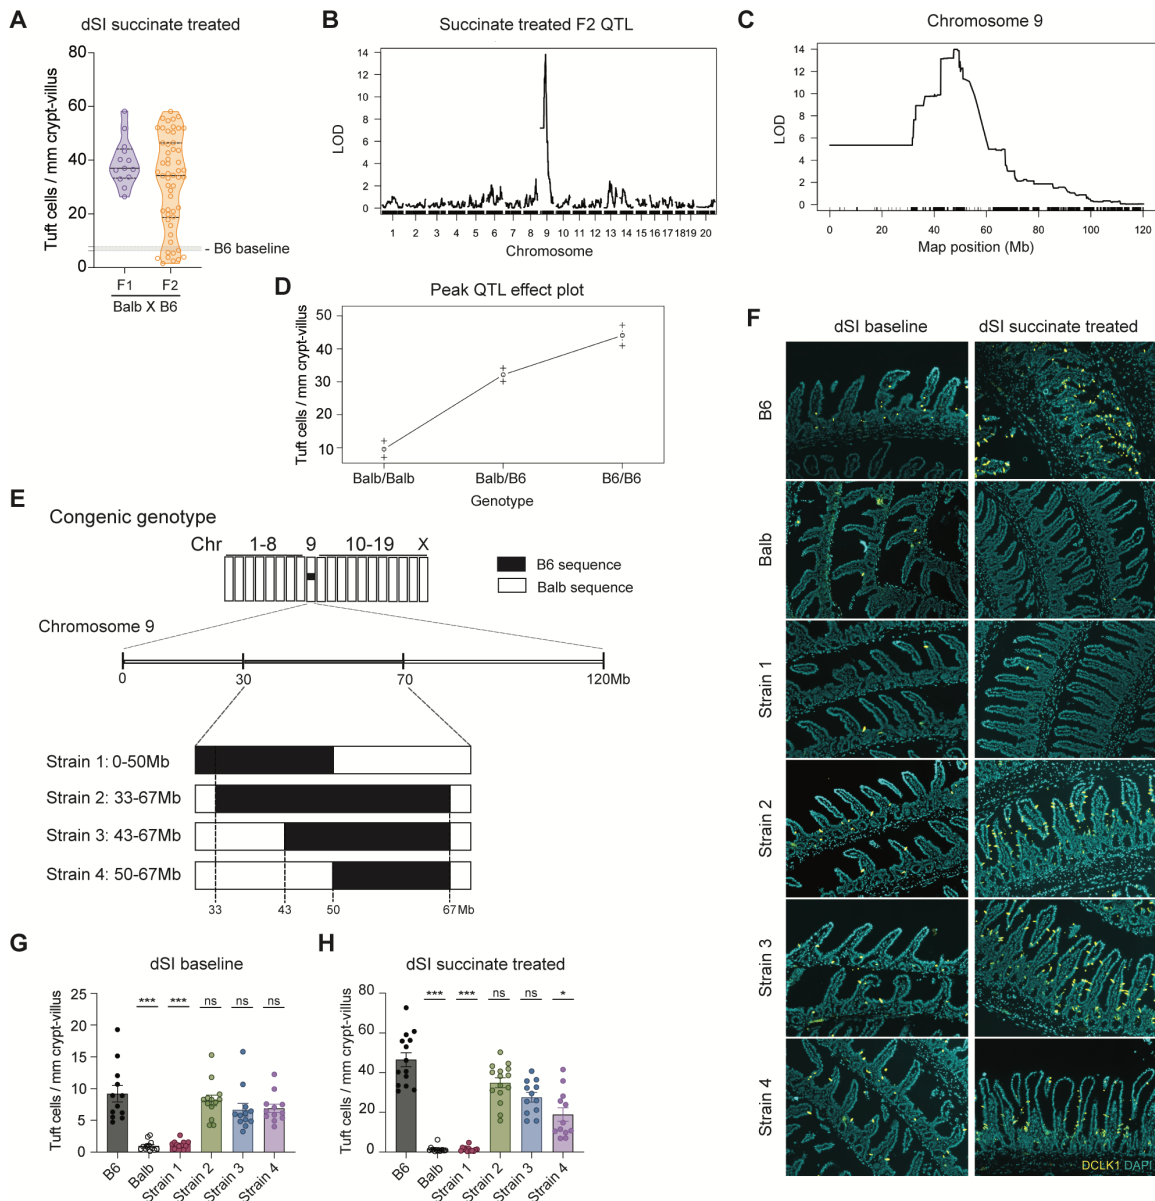 A
dSI succinate treated
Tuft cells / mm crypt-villus
80
60
40
20
0
- B6 baseline
F1 F2
Balb X B6
B
Succinate treated F2 QTL
LOD
14
12
10
8
6
4
2
0
1 2 3 4 5 6 7 8 9 10 11 12 13 14 15 16 17 18 19 20
Chromosome
C
Chromosome 9
LOD
14
12
10
8
6
4
2
0
0 20 40 60 80 100 120
Map position (Mb)
D
Peak QTL effect plot
Tuft cells / mm crypt-villus
50
40
30
20
10
Balb/Balb Balb/B6 B6/B6
Genotype
E
Congenic genotype
Chr 1-8 9 10-19 X
B6 sequence
Balb sequence
Chromosome 9
0 30 70 120Mb
Strain 1: 0-50Mb
Strain 2: 33-67Mb
Strain 3: 43-67Mb
Strain 4: 50-67Mb
33 43 50 67Mb
F
dSI baseline dSI succinate treated
B6
Balb
Strain 1
Strain 2
Strain 3
Strain 4
DCLK1 DAPI
G
dSI baseline
Tuft cells / mm crypt-villus
25
20
15
10
5
0
*** *** ns ns ns
B6 Balb Strain 1 Strain 2 Strain 3 Strain 4
H
dSI succinate treated
Tuft cells / mm crypt-villus
80
60
40
20
0
*** *** ns ns *
B6 Balb Strain 1 Strain 2 Strain 3 Strain 4